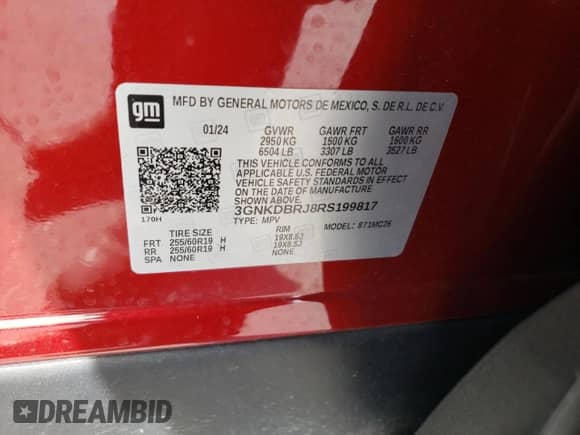 gm
MFD BY GENERAL MOTORS DE MEXICO, S. DE R.L. DE C.V.
01/24 GVWR GAWR FRT GAWR RR
2950 KG 1500 KG 1600 KG
6504 LB 3307 LB 3527 LB
THIS VEHICLE CONFORMS TO ALL
APPLICABLE U.S. FEDERAL MOTOR
VEHICLE SAFETY STANDARDS IN EFFECT
ON THE DATE OF MANUFACTURE
SHOWN ABOVE.
3GNKDBRJ8RS199817
TYPE: MPV MODEL: S71MC26
170H
TIRE SIZE RIM
FRT 255/60R19 H 19X8.5J
RR 255/60R19 H 19X8.5J
SPA NONE NONE
DREAMBID